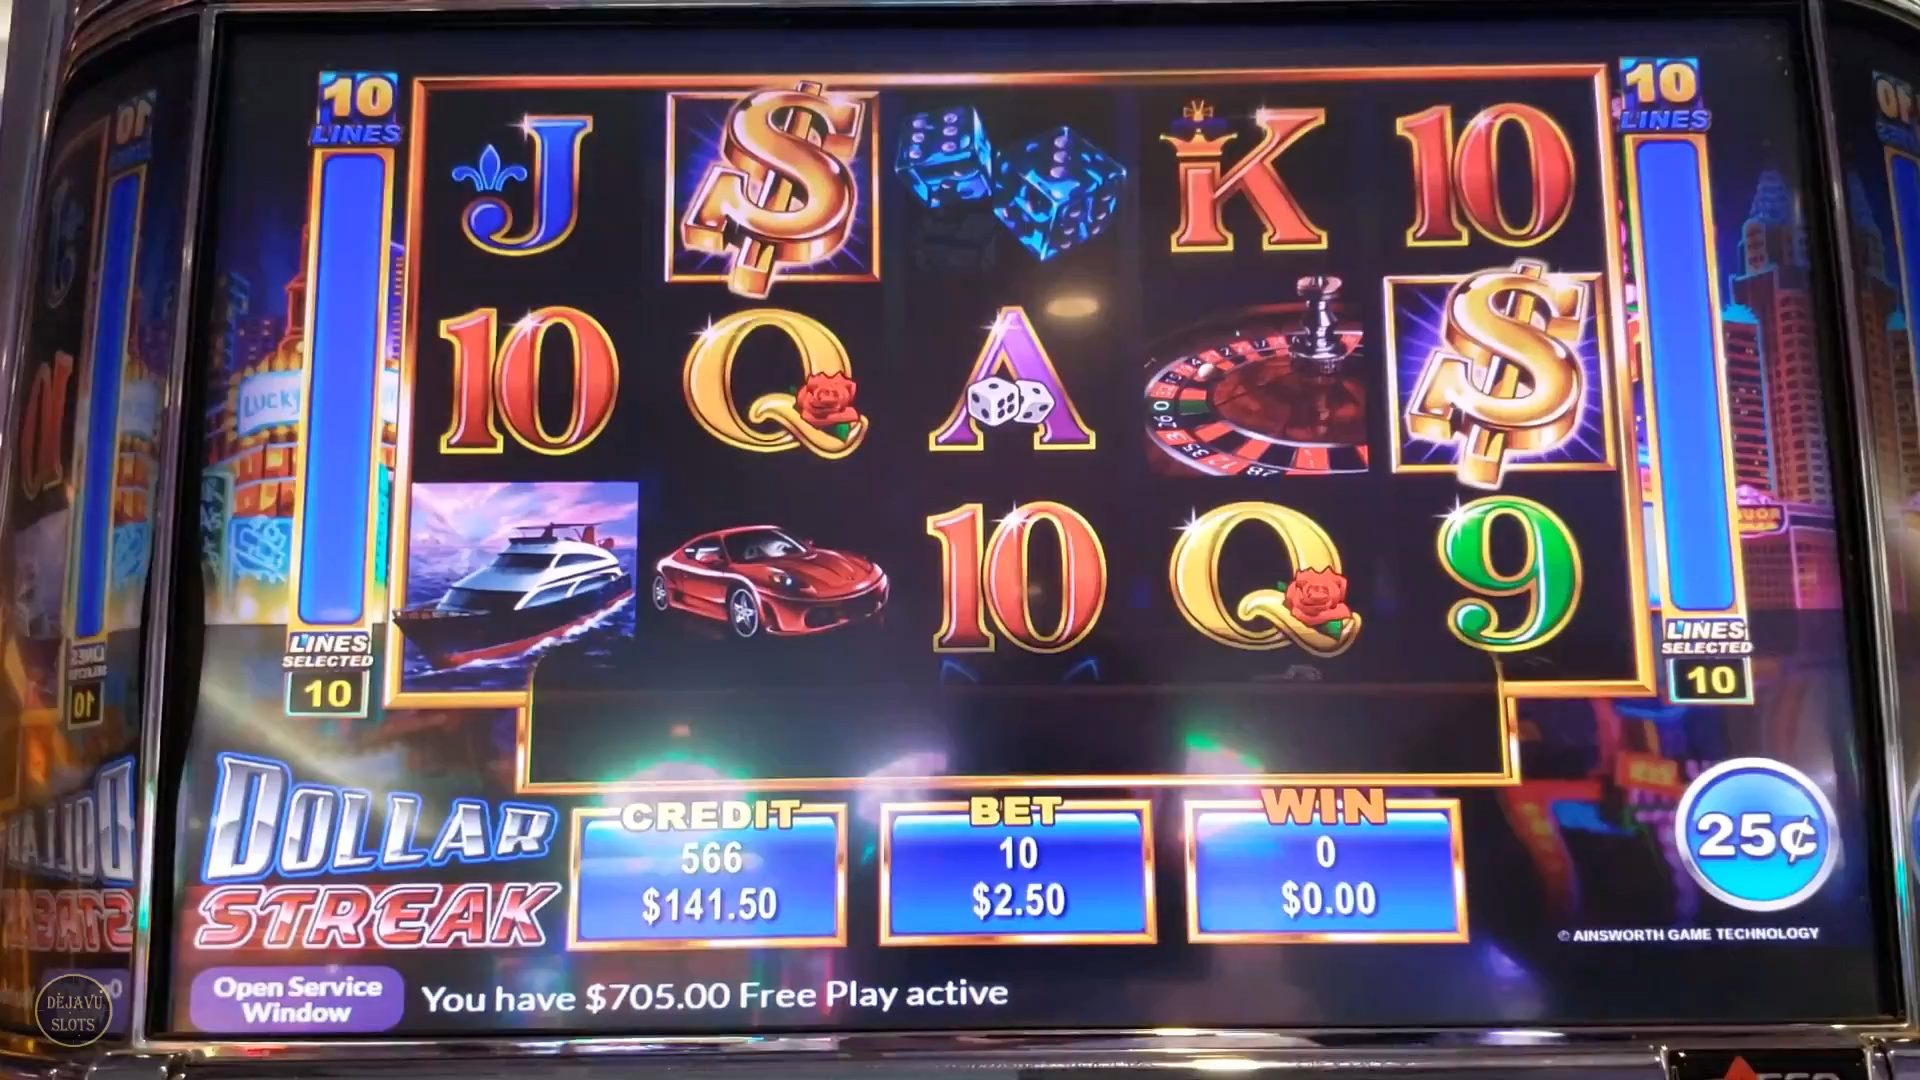 10
LINES
10
LINES
J
$
K
10
10
Q
A
$
10
Q
9
Lucky
LINES
SELECTED
10
LINES
SELECTED
10
DOLLAR
STREAK
CREDIT
566
$141.50
BET
10
$2.50
WIN
0
$0.00
25¢
© AINSWORTH GAME TECHNOLOGY
Open Service
Window
You have $705.00 Free Play active
DEJAVU
SLOTS